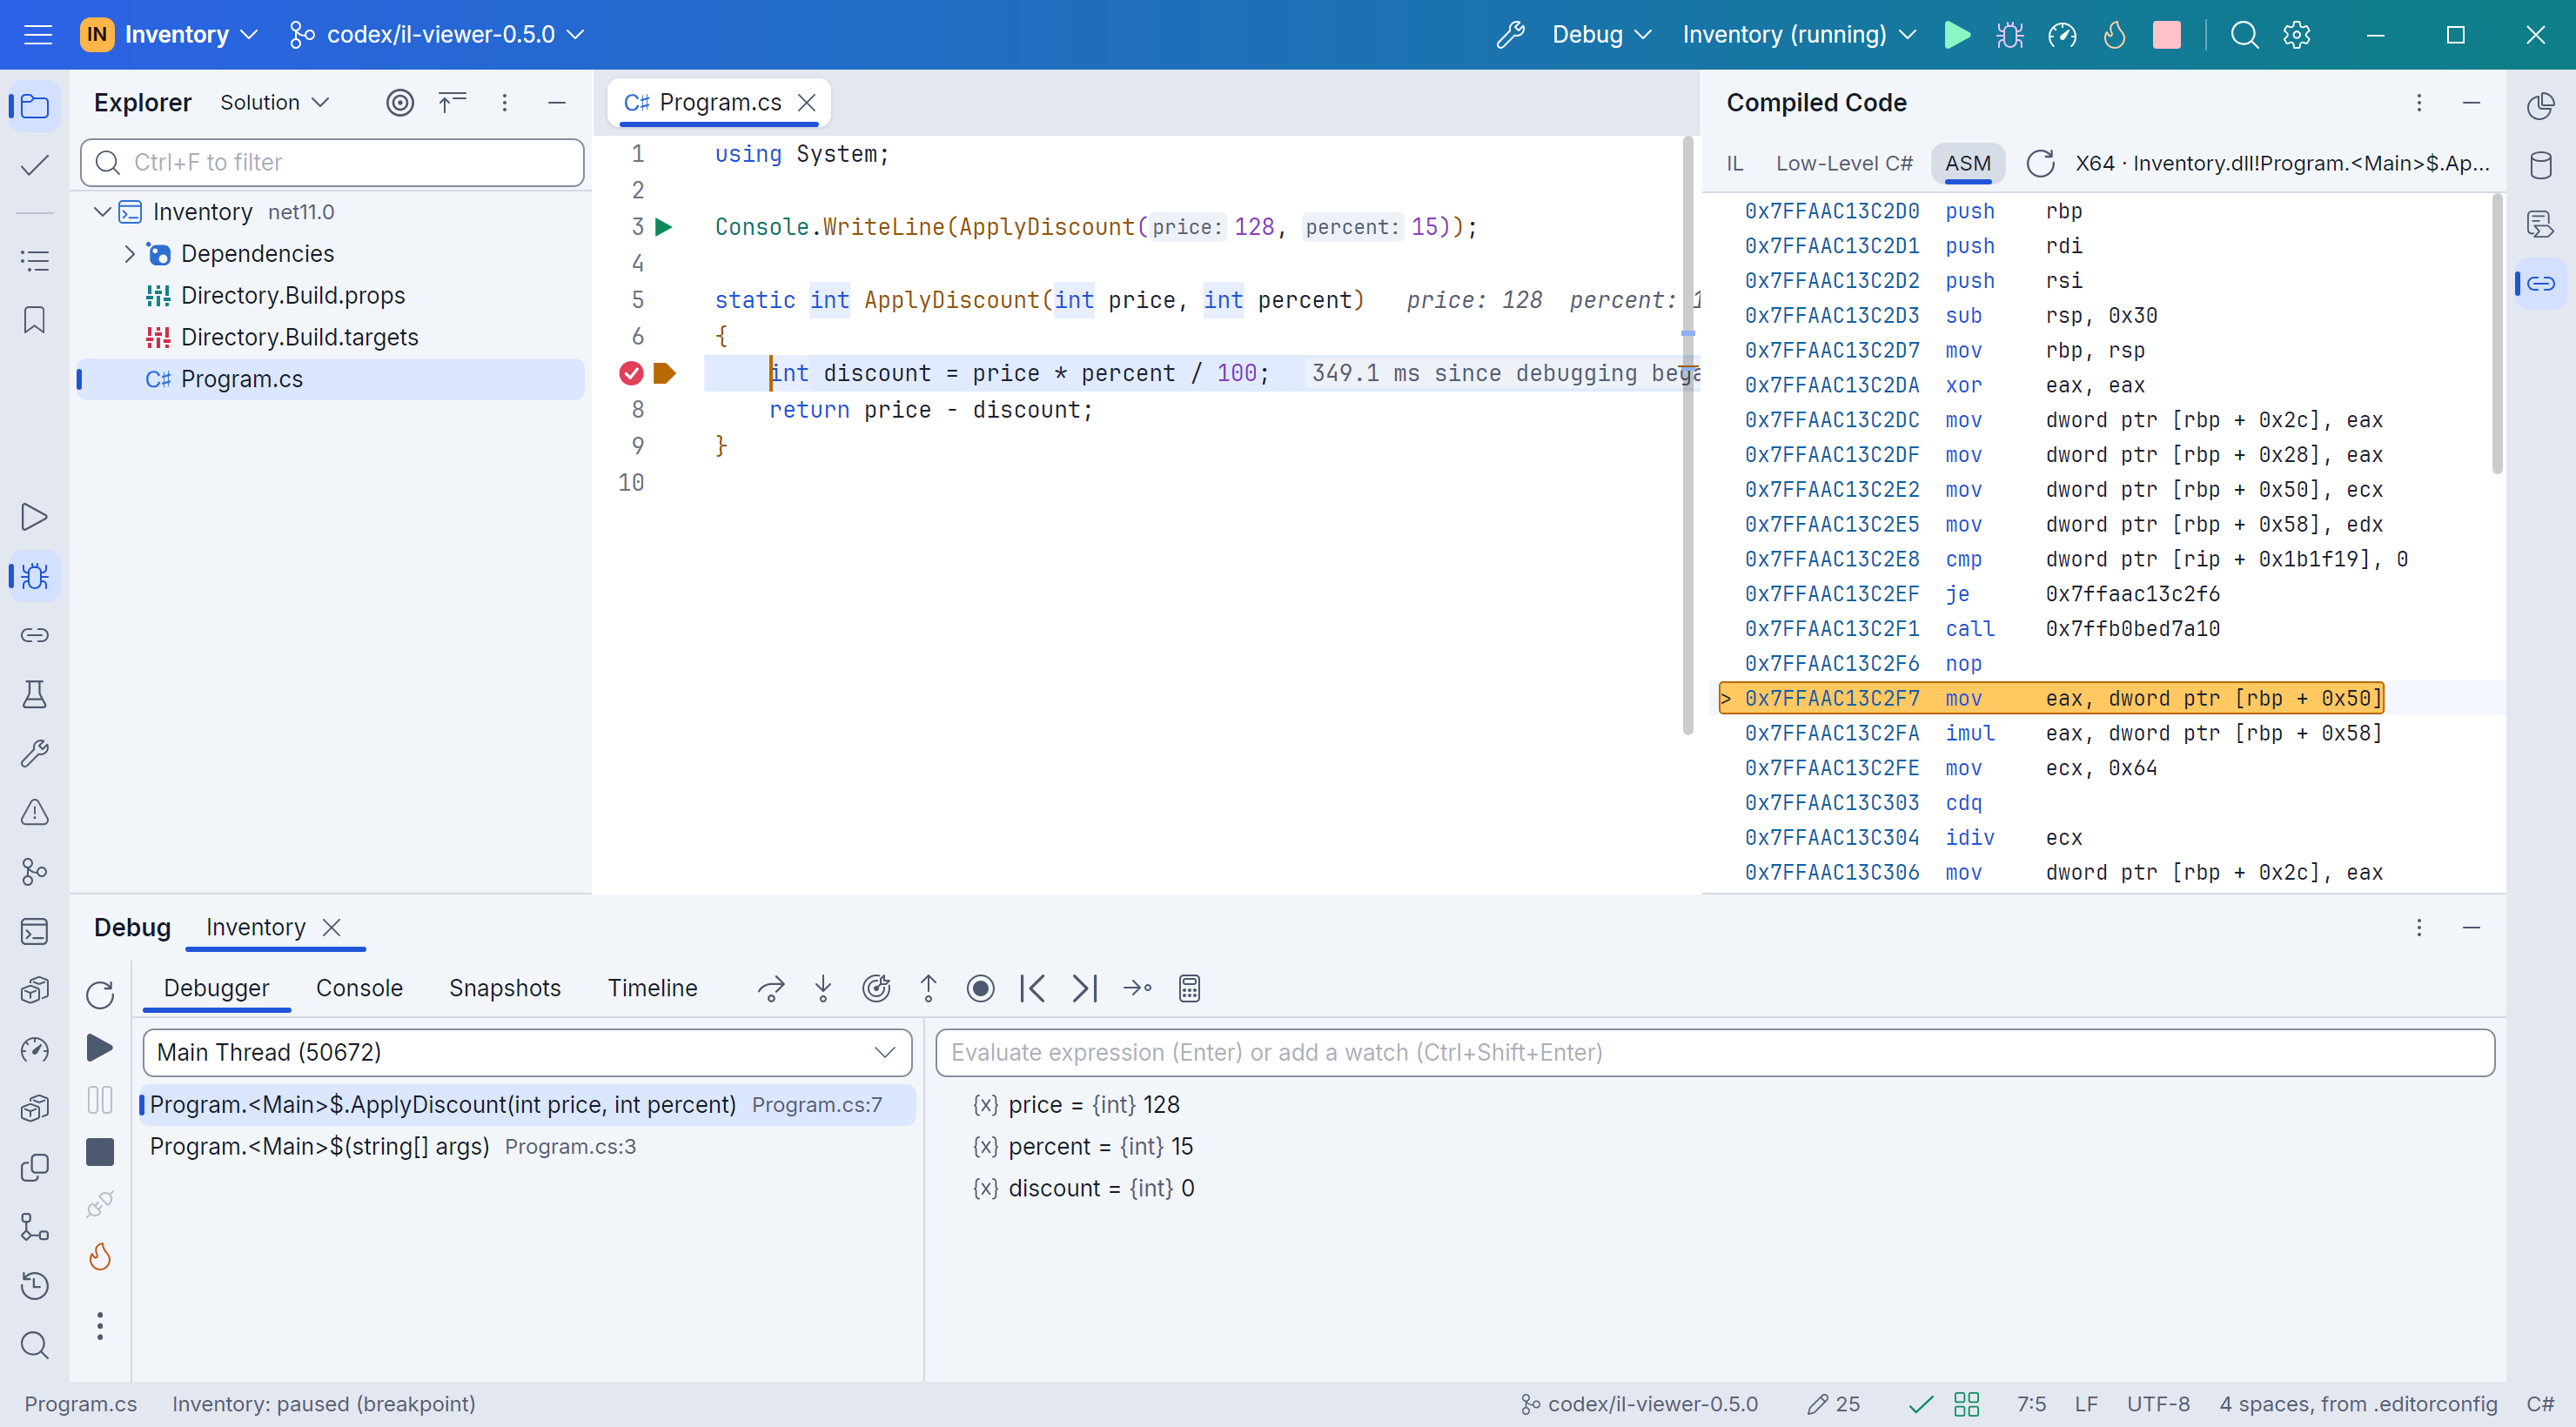 IN Inventory codex/il-viewer-0.5.0 Debug Inventory (running)
Explorer Solution
Ctrl+F to filter
Inventory net11.0
Dependencies
Directory.Build.props
Directory.Build.targets
C# Program.cs
C# Program.cs
1 using System;
2
3 Console.WriteLine(ApplyDiscount(price: 128, percent: 15));
4
5 static int ApplyDiscount(int price, int percent) price: 128 percent: 1
6 {
int discount = price * percent / 100; 349.1 ms since debugging bega
8 return price - discount;
9 }
10
Compiled Code
IL Low-Level C# ASM X64 · Inventory.dll!Program.<Main>$.Ap...
0x7FFAAC13C2D0 push rbp
0x7FFAAC13C2D1 push rdi
0x7FFAAC13C2D2 push rsi
0x7FFAAC13C2D3 sub rsp, 0x30
0x7FFAAC13C2D7 mov rbp, rsp
0x7FFAAC13C2DA xor eax, eax
0x7FFAAC13C2DC mov dword ptr [rbp + 0x2c], eax
0x7FFAAC13C2DF mov dword ptr [rbp + 0x28], eax
0x7FFAAC13C2E2 mov dword ptr [rbp + 0x50], ecx
0x7FFAAC13C2E5 mov dword ptr [rbp + 0x58], edx
0x7FFAAC13C2E8 cmp dword ptr [rip + 0x1b1f19], 0
0x7FFAAC13C2EF je 0x7ffaac13c2f6
0x7FFAAC13C2F1 call 0x7ffb0bed7a10
0x7FFAAC13C2F6 nop
> 0x7FFAAC13C2F7 mov eax, dword ptr [rbp + 0x50]
0x7FFAAC13C2FA imul eax, dword ptr [rbp + 0x58]
0x7FFAAC13C2FE mov ecx, 0x64
0x7FFAAC13C303 cdq
0x7FFAAC13C304 idiv ecx
0x7FFAAC13C306 mov dword ptr [rbp + 0x2c], eax
Debug Inventory
Debugger Console Snapshots Timeline
Main Thread (50672)
Program.<Main>$.ApplyDiscount(int price, int percent) Program.cs:7
Program.<Main>$(string[] args) Program.cs:3
Evaluate expression (Enter) or add a watch (Ctrl+Shift+Enter)
{x} price = {int} 128
{x} percent = {int} 15
{x} discount = {int} 0
Program.cs Inventory: paused (breakpoint) codex/il-viewer-0.5.0 25 7:5 LF UTF-8 4 spaces, from .editorconfig C#